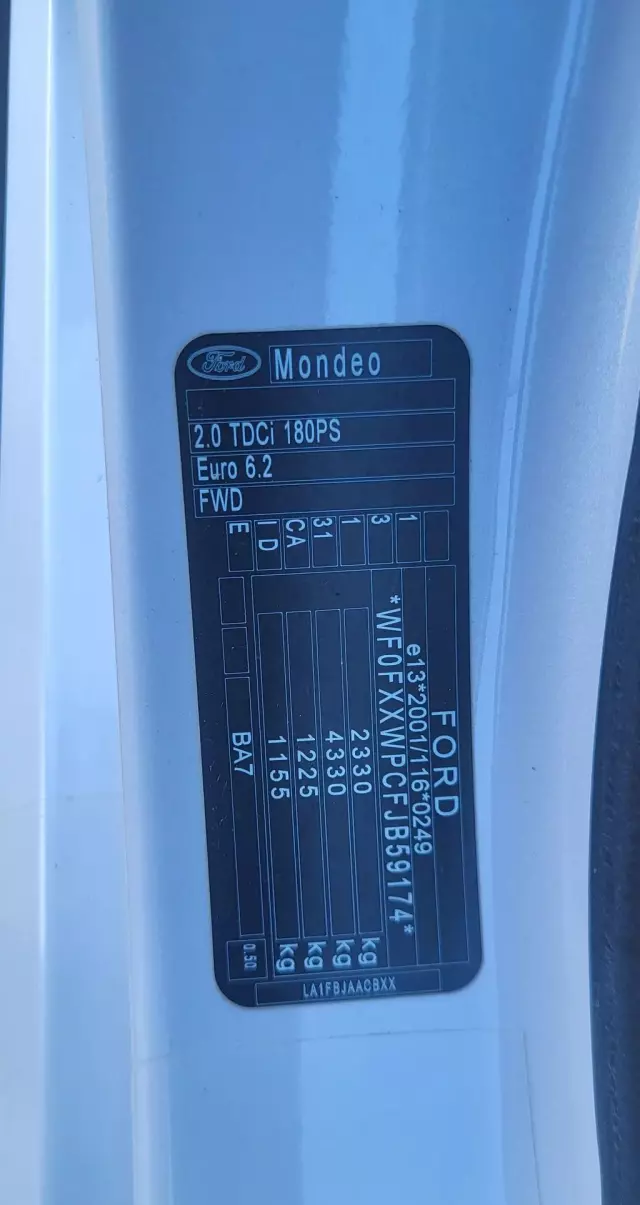 Ford
Mondeo
2.0 TDCi 180PS
Euro 6.2
FWD
1
3
1
31
CA
I D
E
FORD
e13*2001/116*0249
*WF0FXXWPCFJB59174*
2330 kg
4330 kg
1225 kg
1155 kg
BA7
0.50
LA1FBJAACBXX